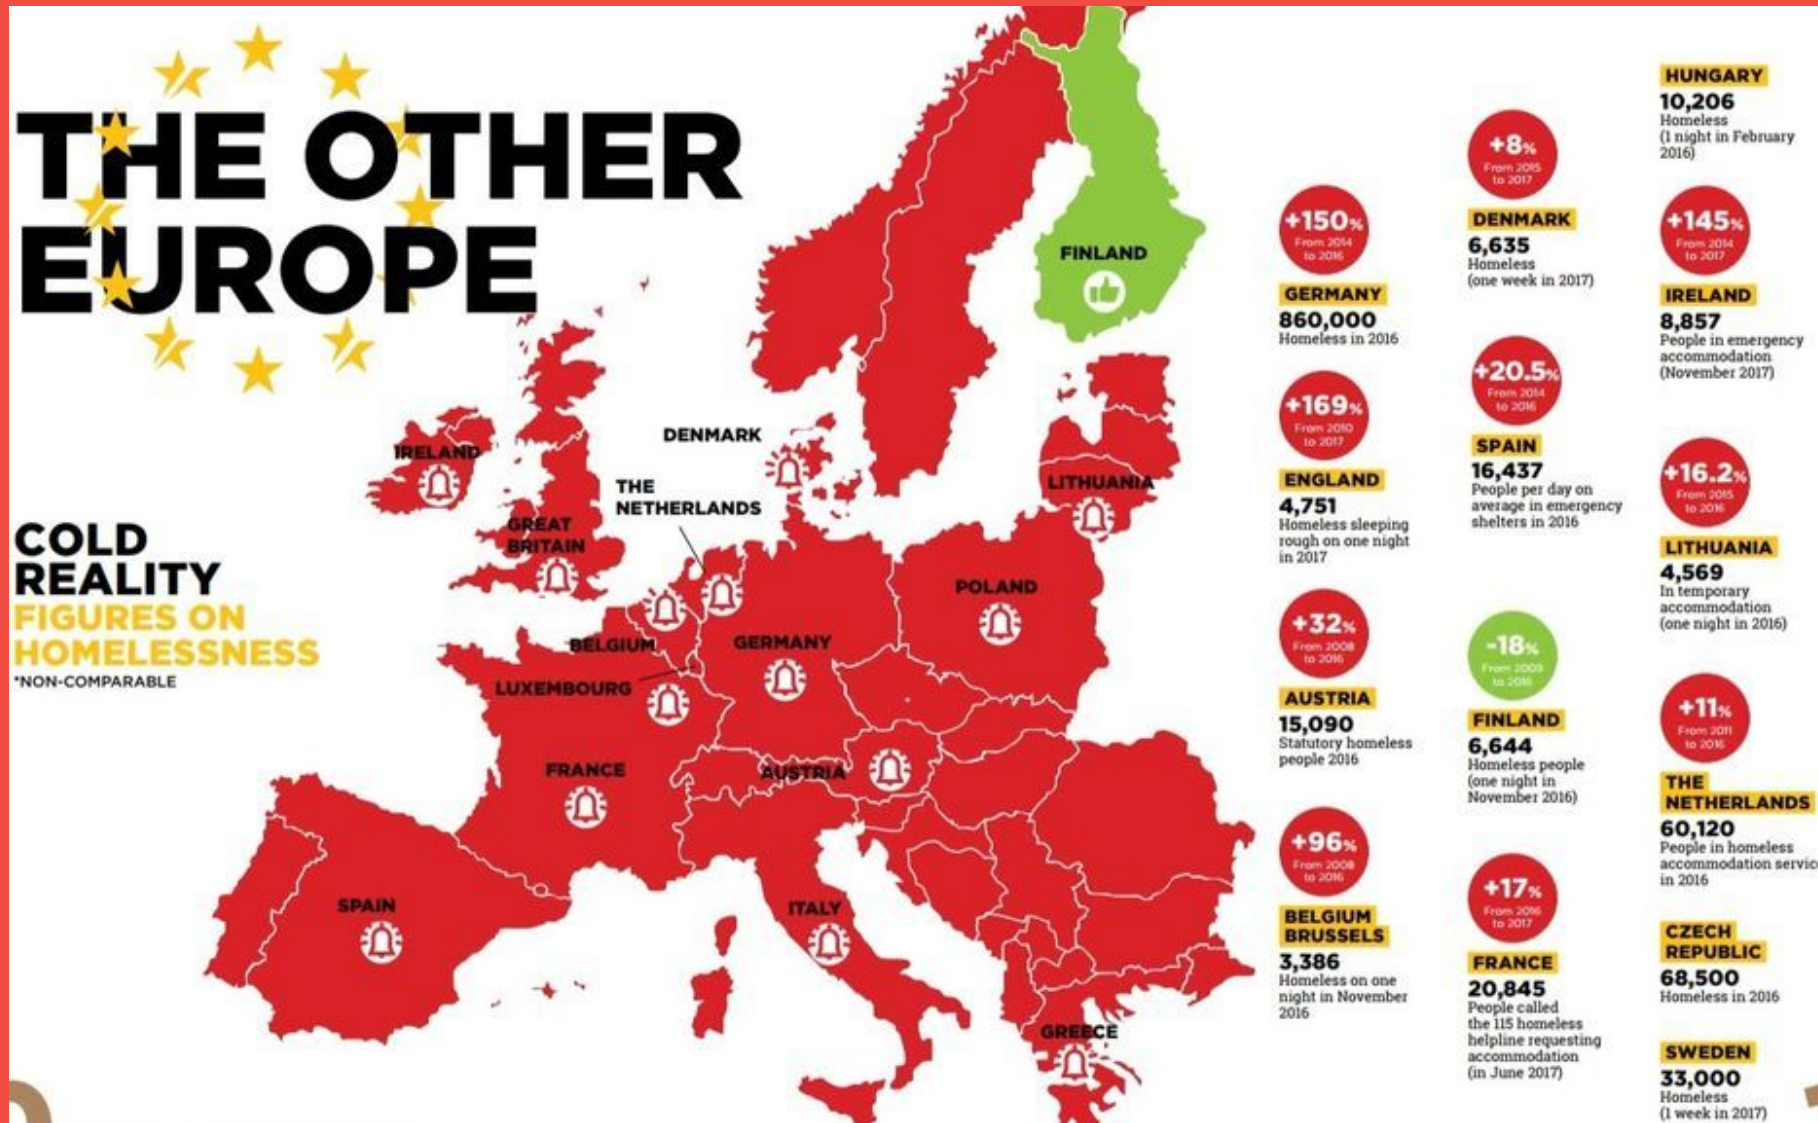 THE OTHER
EUROPE
COLD
REALITY
FIGURES ON
HOMELESSNESS
*NON-COMPARABLE
FINLAND
IRELAND
GREAT
BRITAIN
DENMARK
THE
NETHERLANDS
LITHUANIA
POLAND
BELGIUM
GERMANY
LUXEMBOURG
FRANCE
AUSTRIA
SPAIN
ITALY
GREECE
+150%
From 2014
to 2016
GERMANY
860,000
Homeless in 2016
+169%
From 2010
to 2017
ENGLAND
4,751
Homeless sleeping
rough on one night
in 2017
+32%
From 2008
to 2016
AUSTRIA
15,090
Statutory homeless
people 2016
+96%
From 2008
to 2016
BELGIUM
BRUSSELS
3,386
Homeless on one
night in November
2016
+8%
From 2015
to 2017
DENMARK
6,635
Homeless
(one week in 2017)
+20.5%
From 2014
to 2016
SPAIN
16,437
People per day on
average in emergency
shelters in 2016
-18%
From 2009
to 2016
FINLAND
6,644
Homeless people
(one night in
November 2016)
+17%
From 2016
to 2017
FRANCE
20,845
People called
the 115 homeless
helpline requesting
accommodation
(in June 2017)
HUNGARY
10,206
Homeless
(1 night in February
2016)
+145%
From 2014
to 2017
IRELAND
8,857
People in emergency
accommodation
(November 2017)
+16.2%
From 2015
to 2016
LITHUANIA
4,569
In temporary
accommodation
(one night in 2016)
+11%
From 2011
to 2016
THE
NETHERLANDS
60,120
People in homeless
accommodation servic
in 2016
CZECH
REPUBLIC
68,500
Homeless in 2016
SWEDEN
33,000
Homeless
(1 week in 2017)